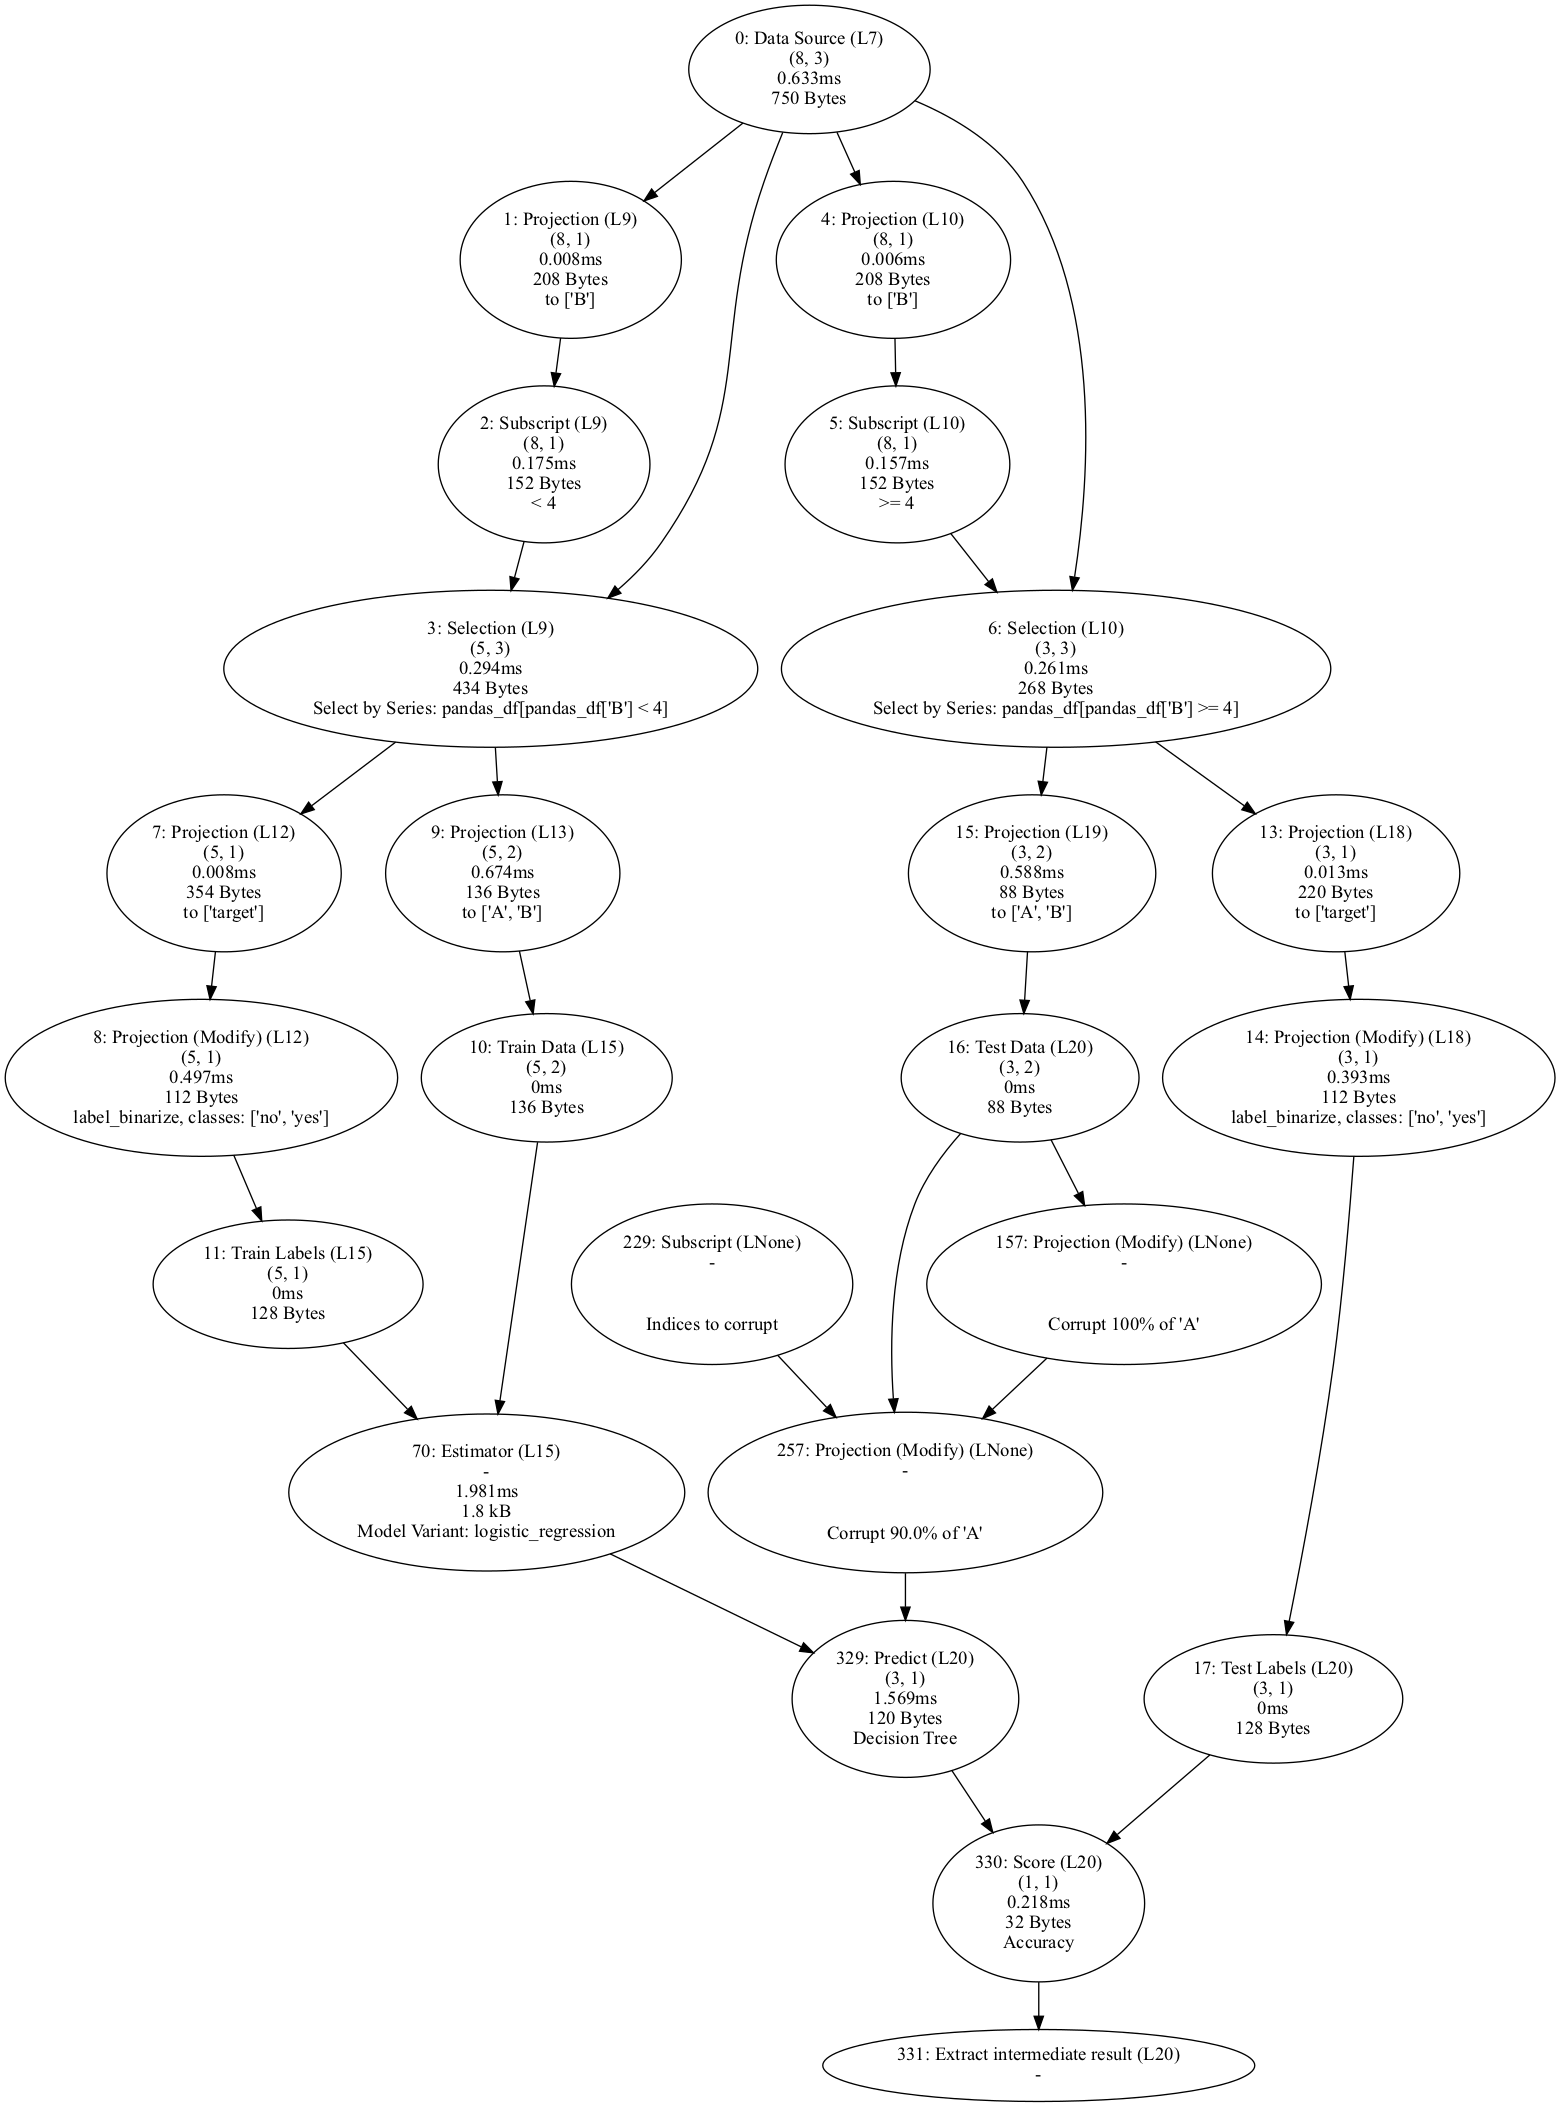 0: Data Source (L7)
(8, 3)
0.633ms
750 Bytes
1: Projection (L9)
(8, 1)
0.008ms
208 Bytes
to ['B']
4: Projection (L10)
(8, 1)
0.006ms
208 Bytes
to ['B']
2: Subscript (L9)
(8, 1)
0.175ms
152 Bytes
< 4
5: Subscript (L10)
(8, 1)
0.157ms
152 Bytes
>= 4
3: Selection (L9)
(5, 3)
0.294ms
434 Bytes
Select by Series: pandas_df[pandas_df['B'] < 4]
6: Selection (L10)
(3, 3)
0.261ms
268 Bytes
Select by Series: pandas_df[pandas_df['B'] >= 4]
7: Projection (L12)
(5, 1)
0.008ms
354 Bytes
to ['target']
9: Projection (L13)
(5, 2)
0.674ms
136 Bytes
to ['A', 'B']
15: Projection (L19)
(3, 2)
0.588ms
88 Bytes
to ['A', 'B']
13: Projection (L18)
(3, 1)
0.013ms
220 Bytes
to ['target']
8: Projection (Modify) (L12)
(5, 1)
0.497ms
112 Bytes
label_binarize, classes: ['no', 'yes']
10: Train Data (L15)
(5, 2)
0ms
136 Bytes
16: Test Data (L20)
(3, 2)
0ms
88 Bytes
14: Projection (Modify) (L18)
(3, 1)
0.393ms
112 Bytes
label_binarize, classes: ['no', 'yes']
11: Train Labels (L15)
(5, 1)
0ms
128 Bytes
229: Subscript (LNone)
-
Indices to corrupt
157: Projection (Modify) (LNone)
-
Corrupt 100% of 'A'
70: Estimator (L15)
-
1.981ms
1.8 kB
Model Variant: logistic_regression
257: Projection (Modify) (LNone)
-
Corrupt 90.0% of 'A'
329: Predict (L20)
(3, 1)
1.569ms
120 Bytes
Decision Tree
17: Test Labels (L20)
(3, 1)
0ms
128 Bytes
330: Score (L20)
(1, 1)
0.218ms
32 Bytes
Accuracy
331: Extract intermediate result (L20)
-